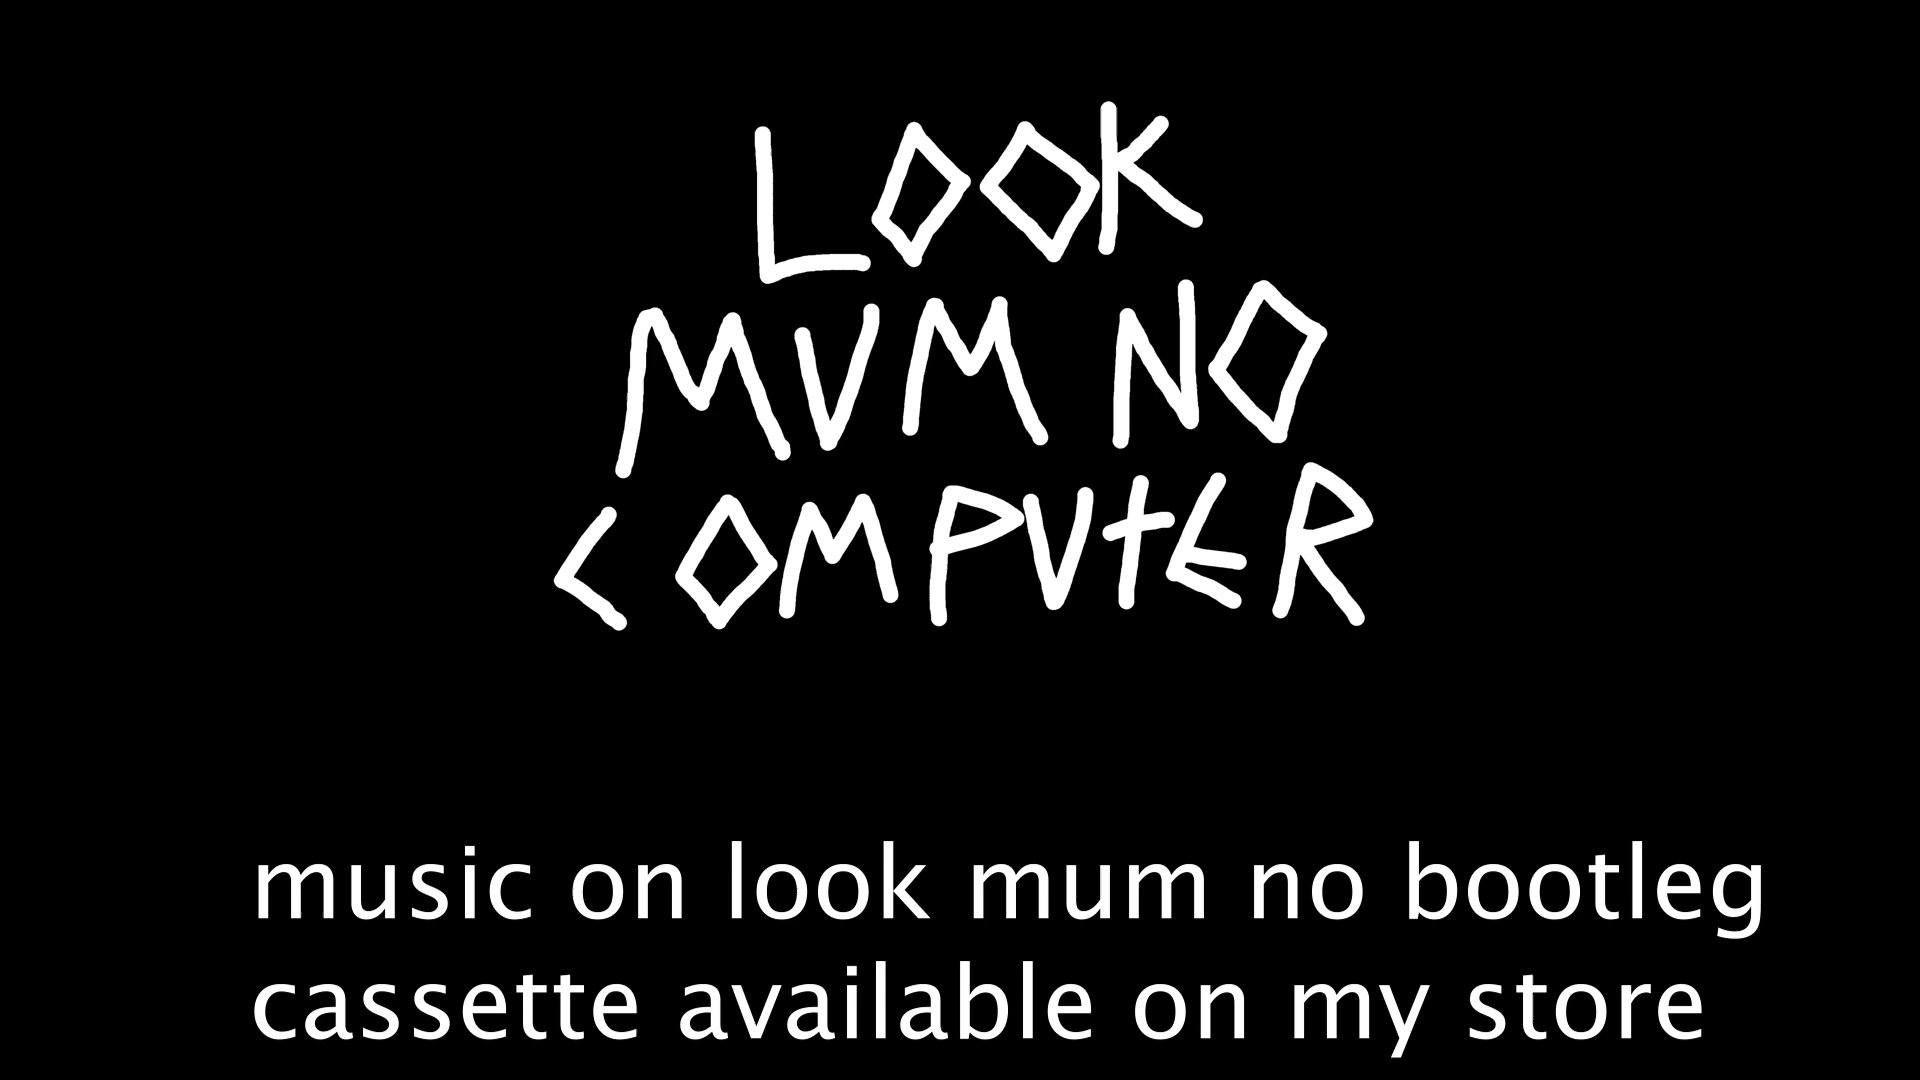 LOOK
MUM NO
COMPUtER
music on look mum no bootleg
cassette available on my store